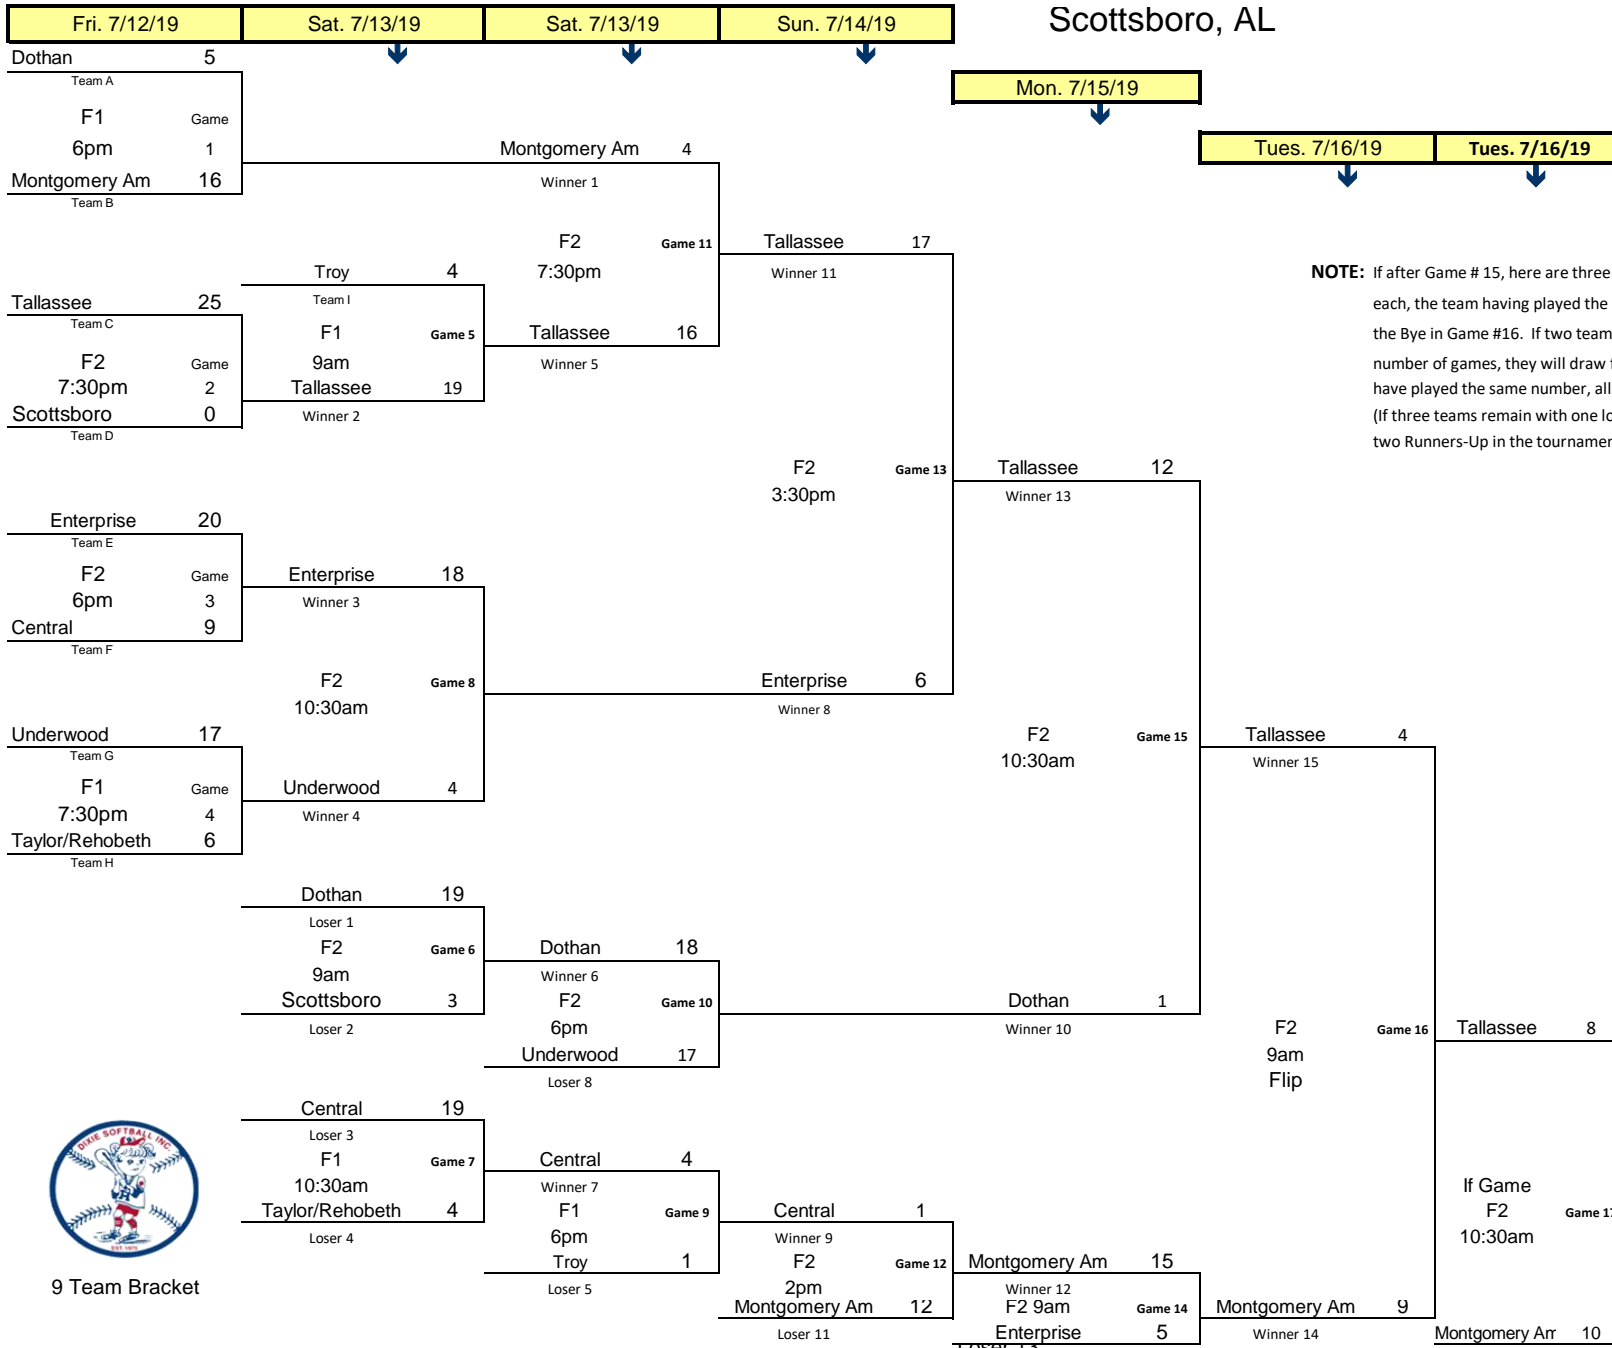 Scottsboro, AL
Fri. 7/12/19
Sat. 7/13/19
Sat. 7/13/19
Sun. 7/14/19
Mon. 7/15/19
Tues. 7/16/19
Tues. 7/16/19
Dothan 5
Team A
F1 Game
6pm 1
Montgomery Am 16
Team B
Montgomery Am 4
Winner 1
F2 Game 11
7:30pm
Tallassee 17
Winner 11
Troy 4
Team I
F1 Game 5
9am
Tallassee 19
Winner 2
Tallassee 16
Winner 5
Tallassee 25
Team C
F2 Game
7:30pm 2
Scottsboro 0
Team D
NOTE: If after Game # 15, here are three
each, the team having played the
the Bye in Game #16. If two team
number of games, they will draw
have played the same number, all
(If three teams remain with one lo
two Runners-Up in the tournamen
F2 Game 13
3:30pm
Tallassee 12
Winner 13
Enterprise 20
Team E
F2 Game
6pm 3
Central 9
Team F
Enterprise 18
Winner 3
F2 Game 8
10:30am
Enterprise 6
Winner 8
Underwood 17
Team G
F1 Game
7:30pm 4
Taylor/Rehobeth 6
Team H
Underwood 4
Winner 4
F2 Game 15
10:30am
Tallassee 4
Winner 15
Dothan 19
Loser 1
F2 Game 6
9am
Scottsboro 3
Loser 2
Dothan 18
Winner 6
F2 Game 10
6pm
Underwood 17
Loser 8
Dothan 1
Winner 10
F2 Game 16
9am
Flip
Tallassee 8
Central 19
Loser 3
F1 Game 7
10:30am
Taylor/Rehobeth 4
Loser 4
Central 4
Winner 7
F1 Game 9
6pm
Troy 1
Loser 5
Central 1
Winner 9
F2 Game 12
2pm
Montgomery Am 12
Loser 11
Montgomery Am 15
Winner 12
F2 9am Game 14
Enterprise 5
Loser 13
Montgomery Am 9
Winner 14
If Game
F2 Game 17
10:30am
Montgomery Am 10
DIXIE SOFTBALL INC.
EST. 1975
9 Team Bracket